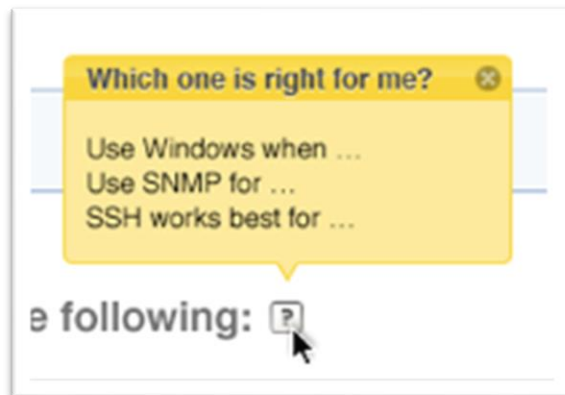 Which one is right for me?
Use Windows when ...
Use SNMP for ...
SSH works best for ...
e following: ?